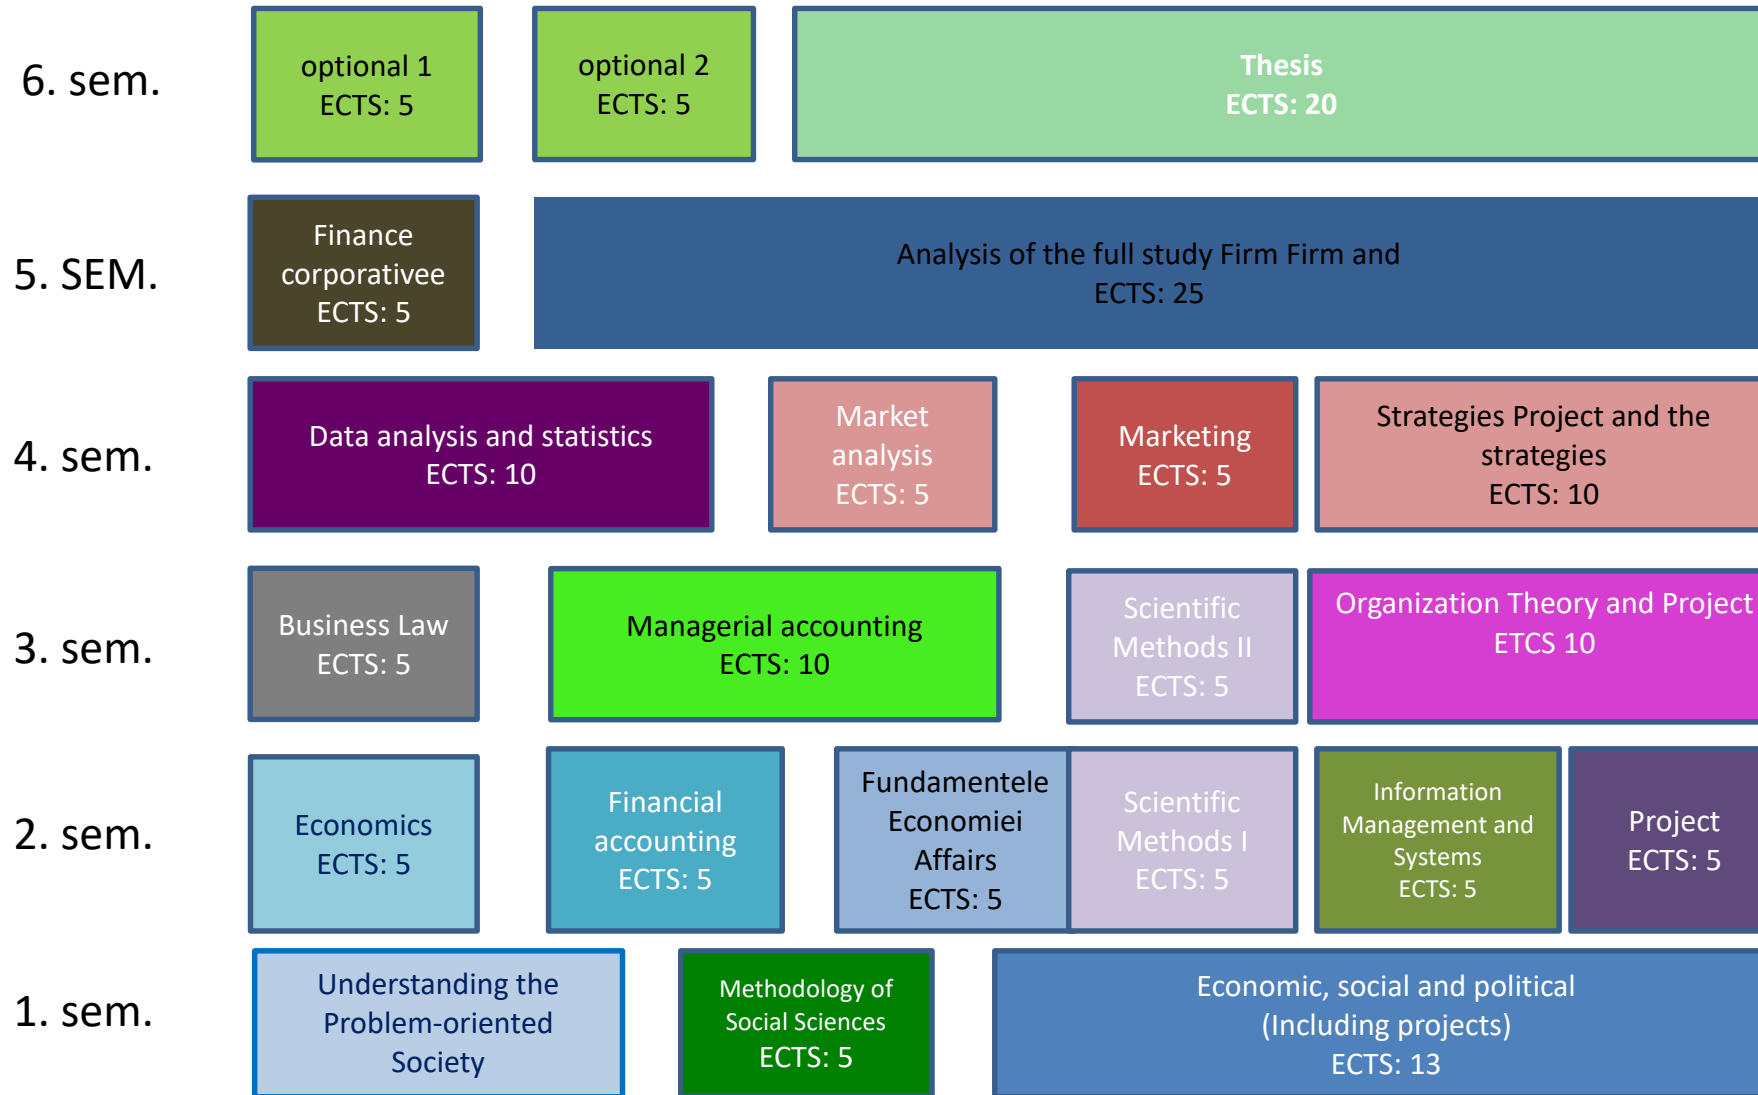 6. sem.
optional 1
ECTS: 5
optional 2
ECTS: 5
Thesis
ECTS: 20
5. SEM.
Finance
corporativee
ECTS: 5
Analysis of the full study Firm Firm and
ECTS: 25
4. sem.
Data analysis and statistics
ECTS: 10
Market
analysis
ECTS: 5
Marketing
ECTS: 5
Strategies Project and the
strategies
ECTS: 10
3. sem.
Business Law
ECTS: 5
Managerial accounting
ECTS: 10
Scientific
Methods II
ECTS: 5
Organization Theory and Project
ETCS 10
2. sem.
Economics
ECTS: 5
Financial
accounting
ECTS: 5
Fundamentele
Economiei
Affairs
ECTS: 5
Scientific
Methods I
ECTS: 5
Information
Management and
Systems
ECTS: 5
Project
ECTS: 5
1. sem.
Understanding the
Problem-oriented
Society
Methodology of
Social Sciences
ECTS: 5
Economic, social and political
(Including projects)
ECTS: 13